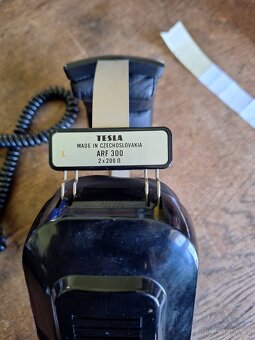 TESLA
MADE IN CZECHOSLOVAKIA
ARF 300
2 x 200 Ω
L